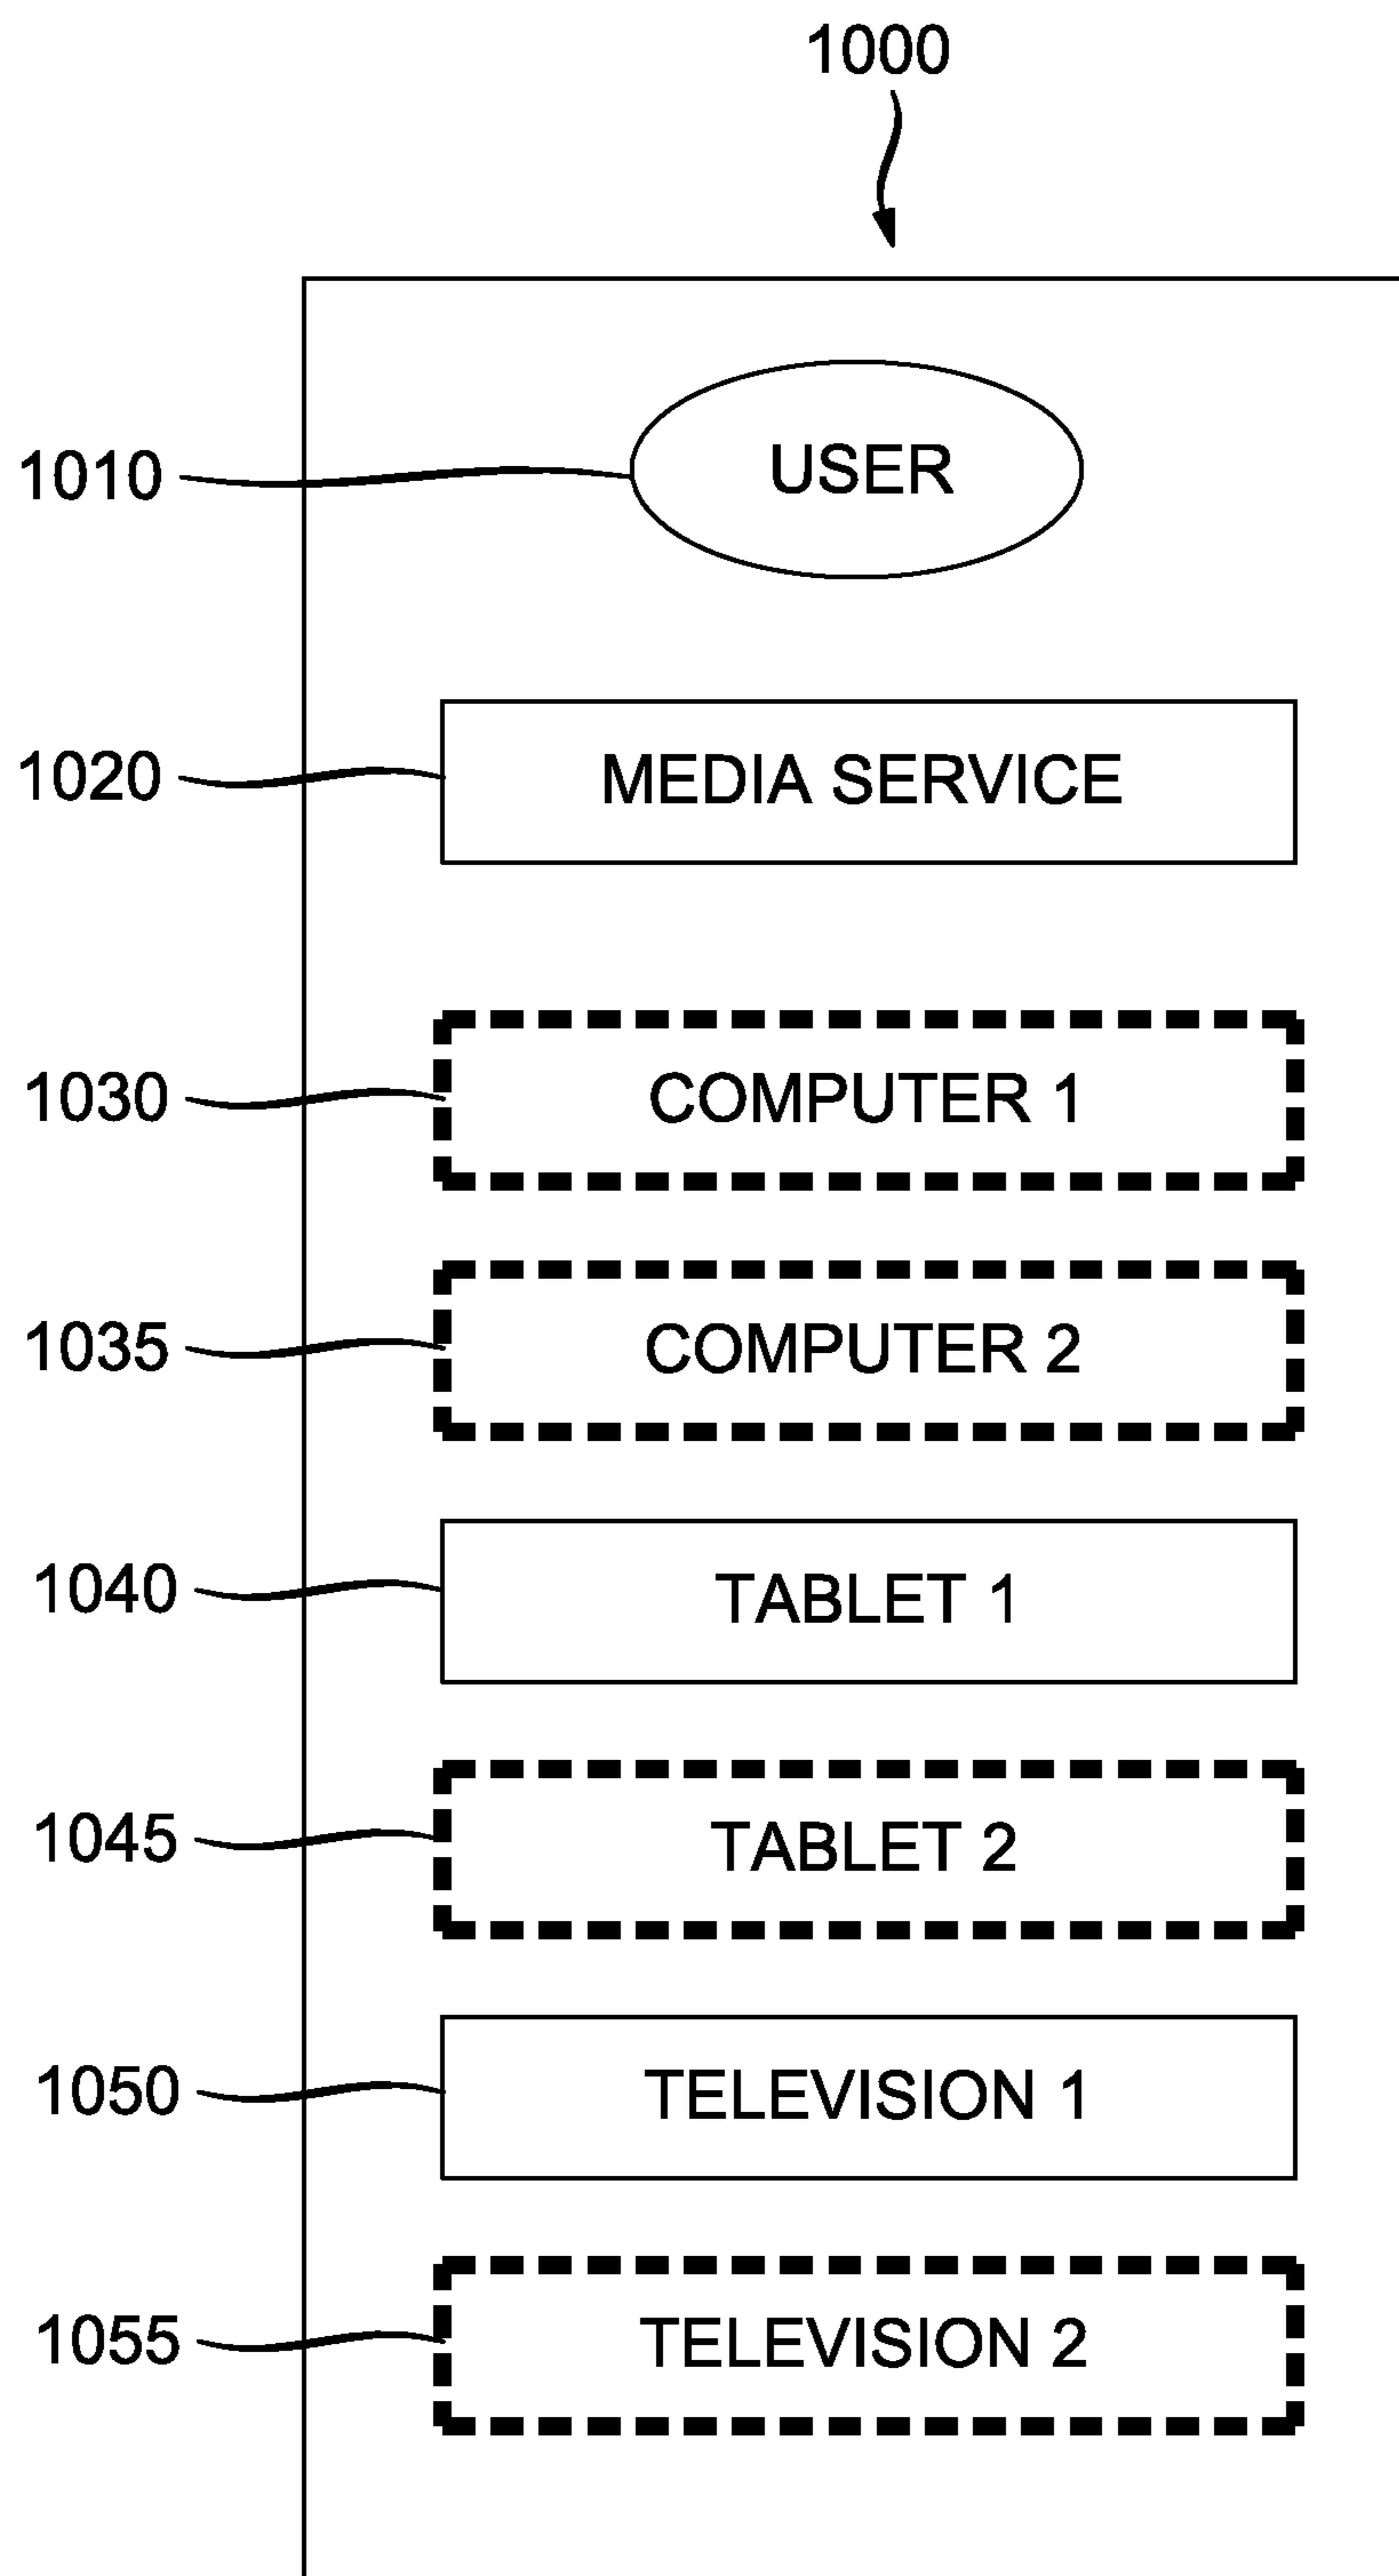 1000
1010 USER
1020 MEDIA SERVICE
1030 COMPUTER 1
1035 COMPUTER 2
1040 TABLET 1
1045 TABLET 2
1050 TELEVISION 1
1055 TELEVISION 2